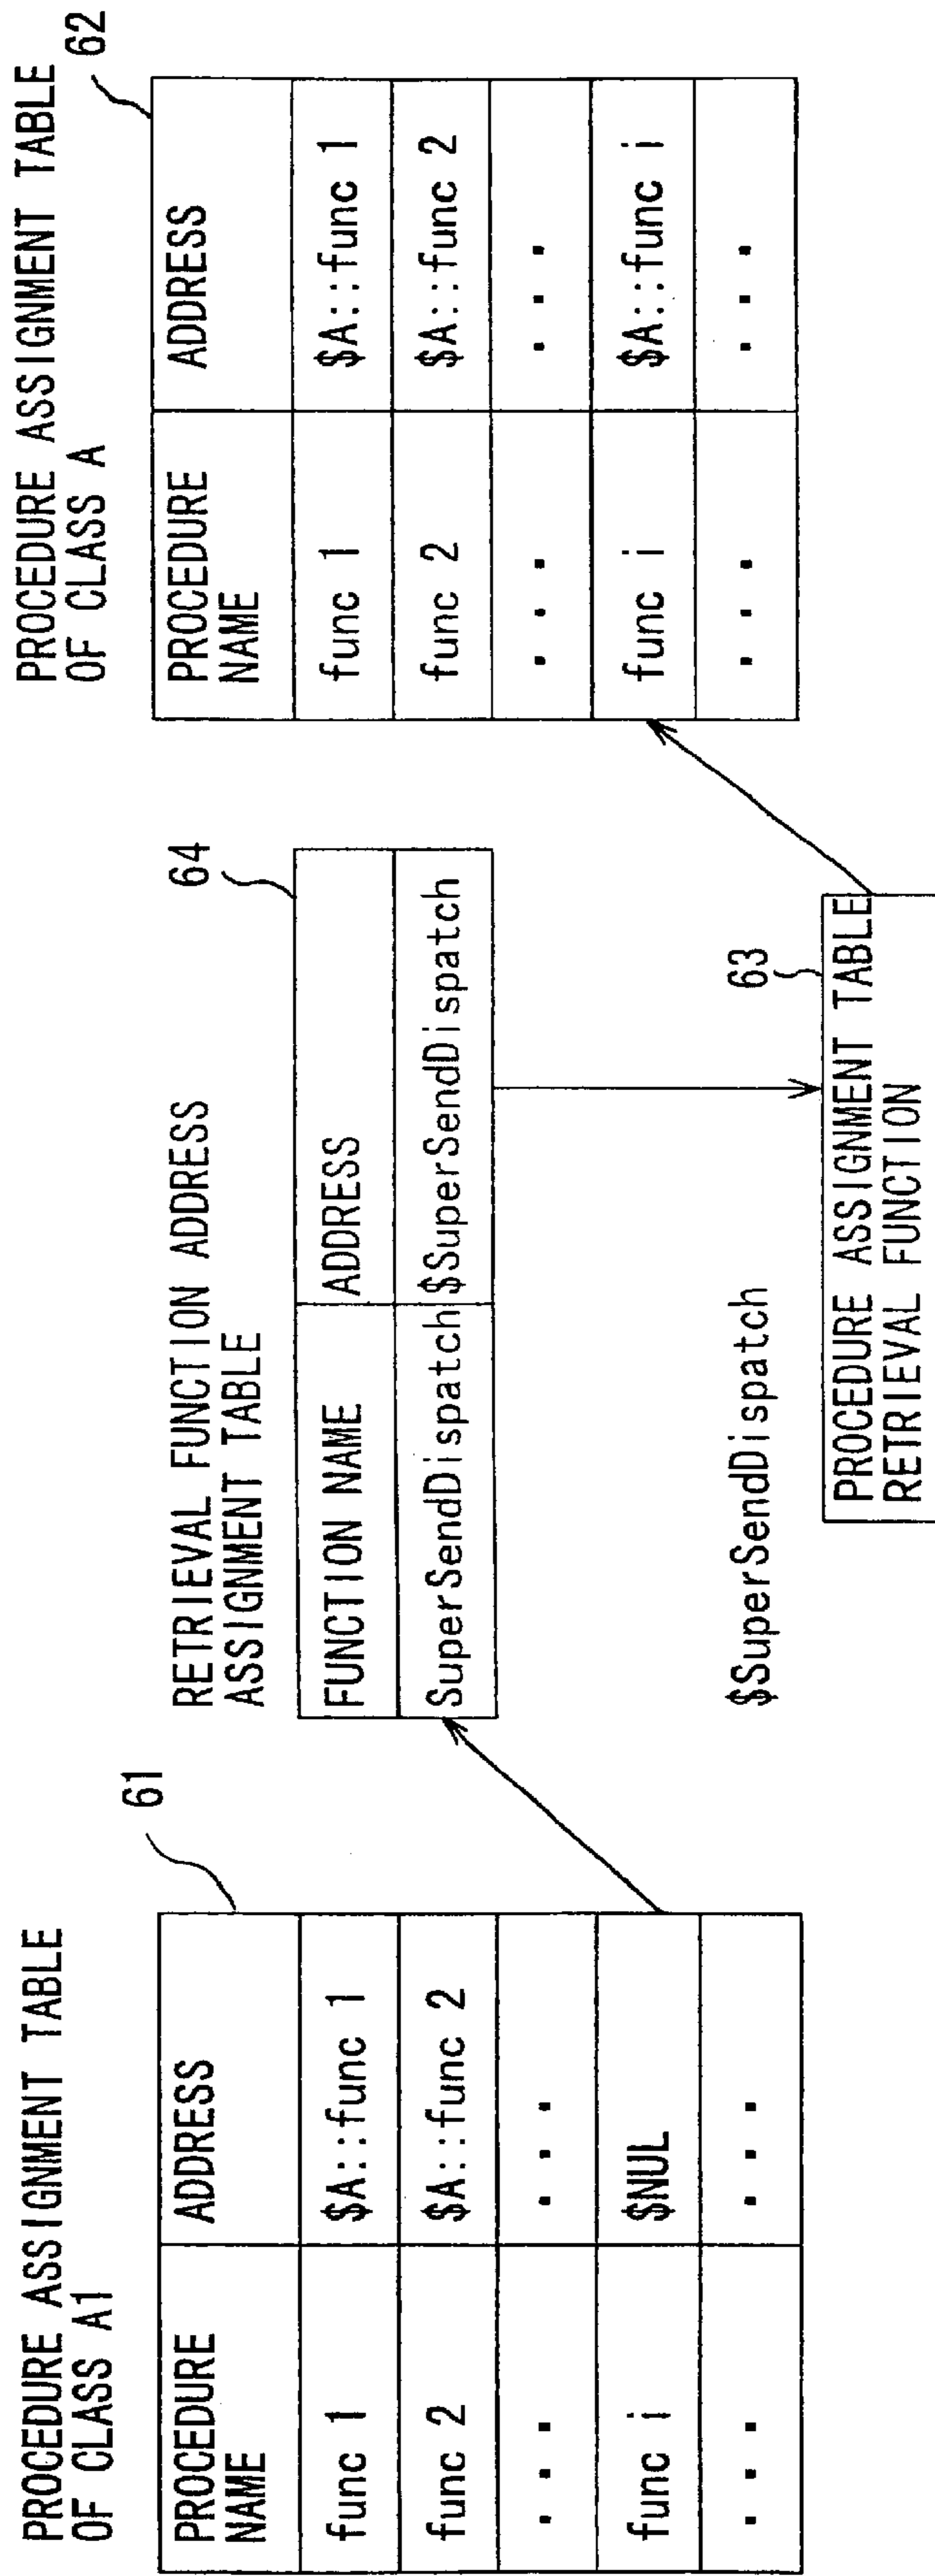 PROCEDURE ASSIGNMENT TABLE
OF CLASS A1
61
PROCEDURE
NAME
ADDRESS
func 1
$A::func 1
func 2
$A::func 2
...
...
func i
$NUL
...
...
RETRIEVAL FUNCTION ADDRESS
ASSIGNMENT TABLE
64
FUNCTION NAME
ADDRESS
SuperSendDispatch
$SuperSendDispatch
$SuperSendDispatch
63
PROCEDURE ASSIGNMENT TABLE
RETRIEVAL FUNCTION
PROCEDURE ASSIGNMENT TABLE
OF CLASS A
62
PROCEDURE
NAME
ADDRESS
func 1
$A::func 1
func 2
$A::func 2
...
...
func i
$A::func i
...
...